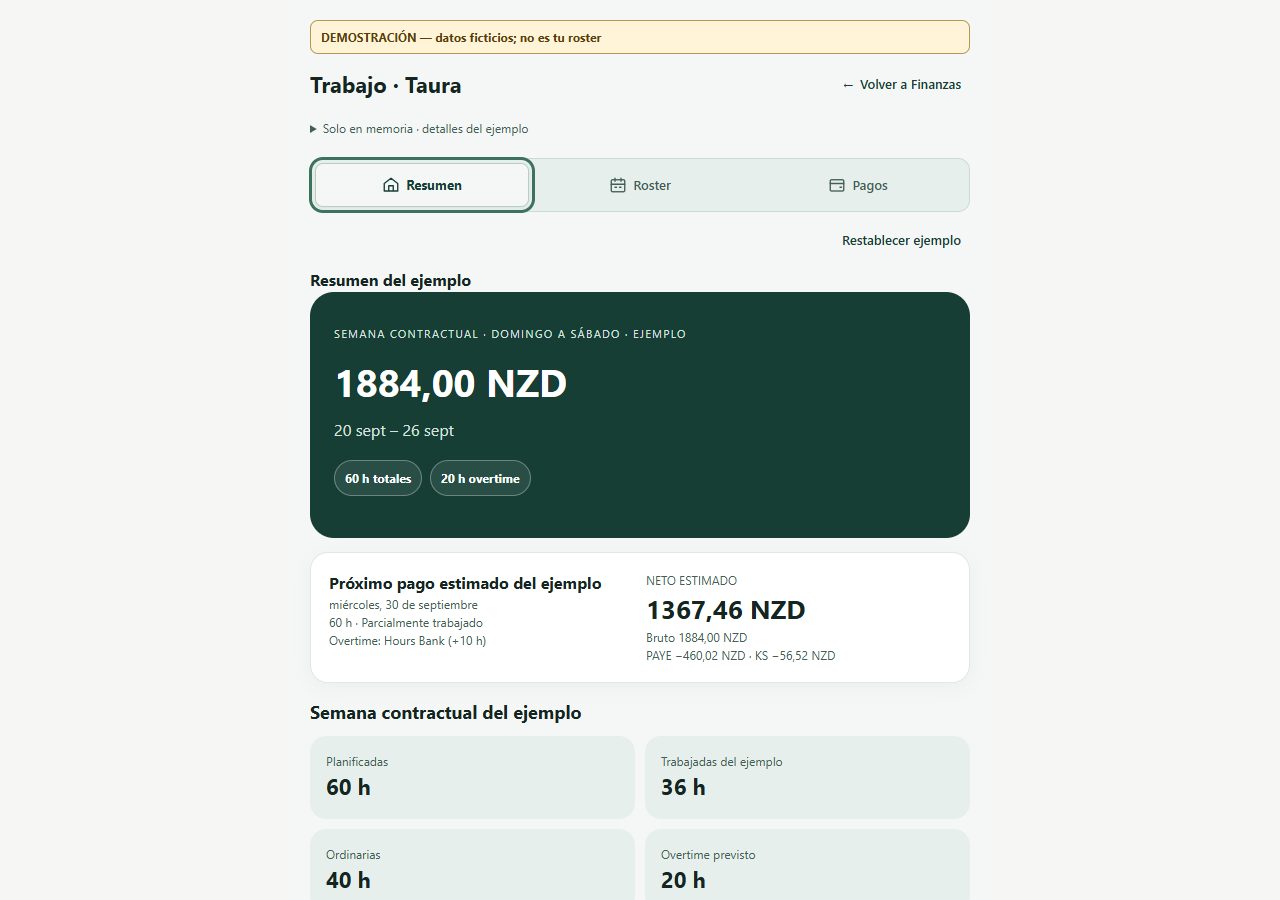 DEMOSTRACIÓN — datos ficticios; no es tu roster
Trabajo · Taura
← Volver a Finanzas
▶ Solo en memoria · detalles del ejemplo
Resumen
Roster
Pagos
Restablecer ejemplo
Resumen del ejemplo
SEMANA CONTRACTUAL · DOMINGO A SÁBADO · EJEMPLO
1884,00 NZD
20 sept – 26 sept
60 h totales
20 h overtime
Próximo pago estimado del ejemplo
miércoles, 30 de septiembre
60 h · Parcialmente trabajado
Overtime: Hours Bank (+10 h)
NETO ESTIMADO
1367,46 NZD
Bruto 1884,00 NZD
PAYE −460,02 NZD · KS −56,52 NZD
Semana contractual del ejemplo
Planificadas
60 h
Trabajadas del ejemplo
36 h
Ordinarias
40 h
Overtime previsto
20 h